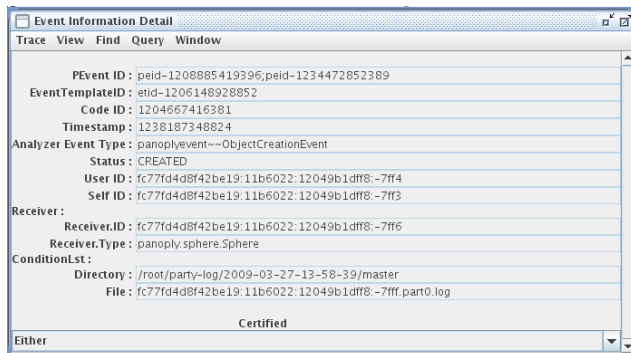 Event Information Detail
Trace View Find Query Window
PEvent ID : peid-1208885419396;peid-1234472852389
EventTemplateID : etid-1206148928852
Code ID : 1204667416381
Timestamp : 1238187348824
Analyzer Event Type : panoplyevent~~ObjectCreationEvent
Status : CREATED
User ID : fc77fd4d8f42be19:11b6022:12049b1dff8:-7ff4
Self ID : fc77fd4d8f42be19:11b6022:12049b1dff8:-7ff3
Receiver :
Receiver.ID : fc77fd4d8f42be19:11b6022:12049b1dff8:-7ff6
Receiver.Type : panoply.sphere.Sphere
ConditionLst :
Directory : /root/party-log/2009-03-27-13-58-39/master
File : fc77fd4d8f42be19:11b6022:12049b1dff8:-7fff.part0.log
Certified
Either